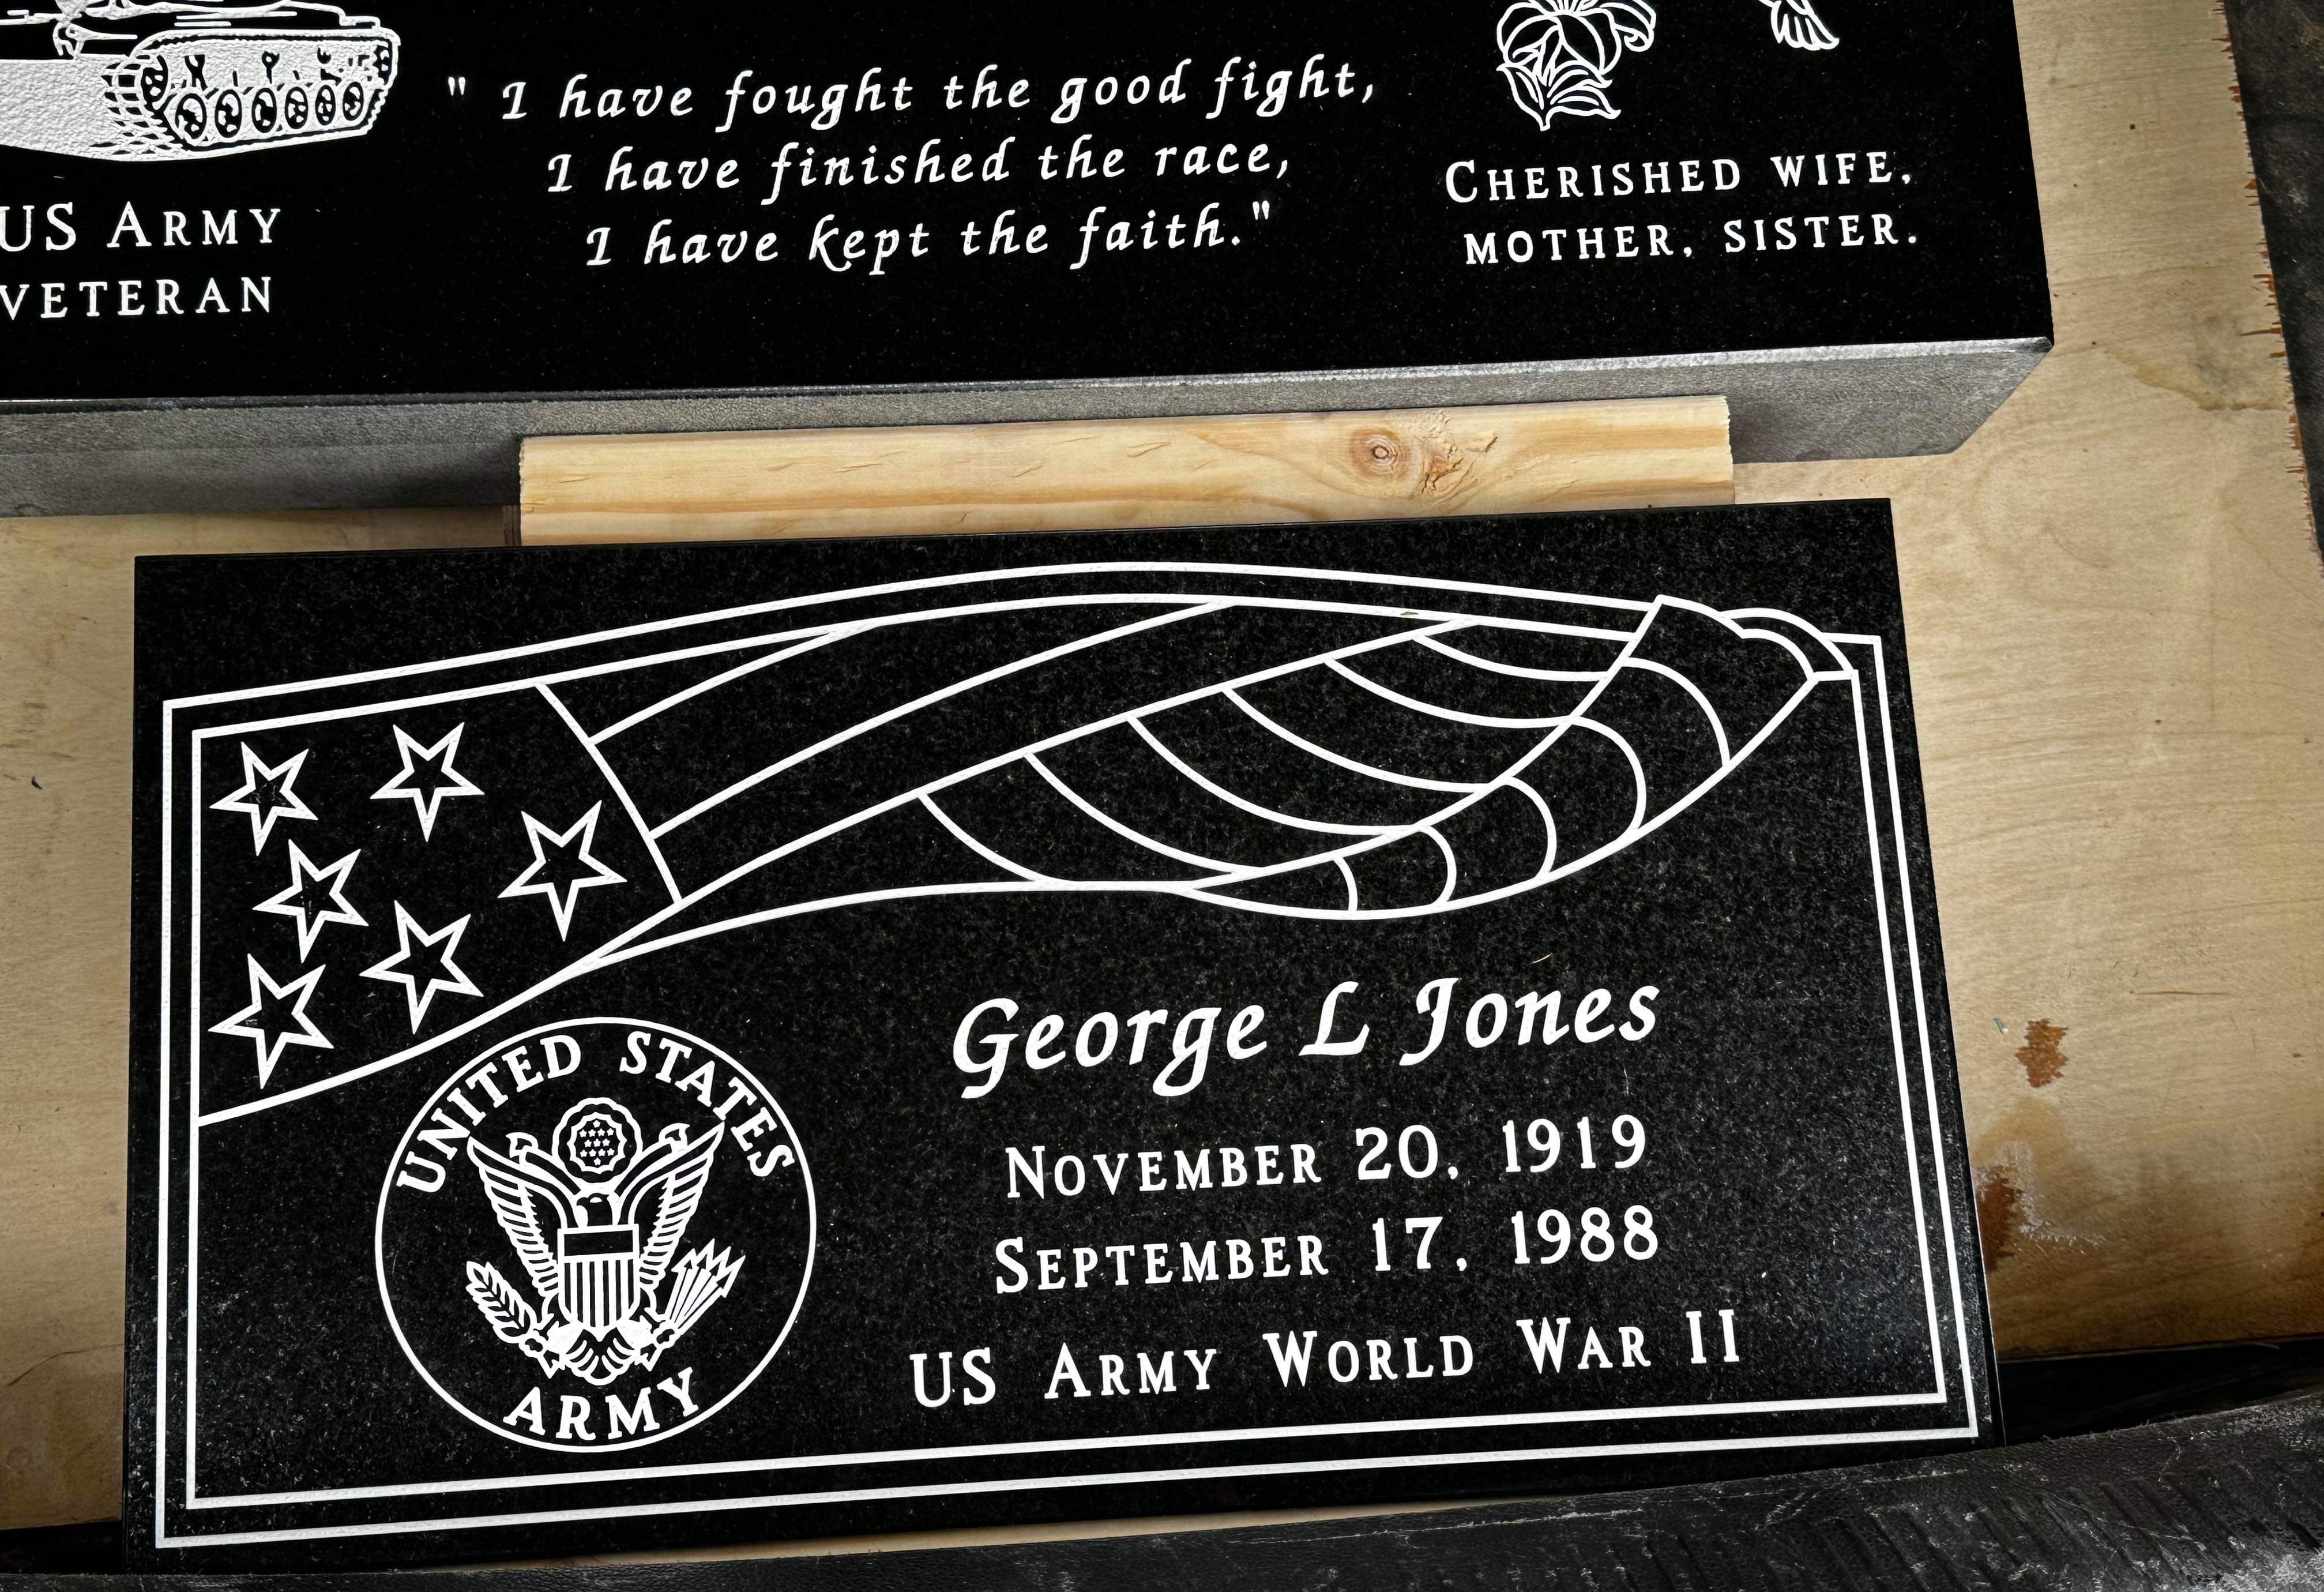 US ARMY
VETERAN
" I have fought the good fight,
I have finished the race,
I have kept the faith."
CHERISHED WIFE,
MOTHER, SISTER.
UNITED STATES
ARMY
George L Jones
NOVEMBER 20, 1919
SEPTEMBER 17, 1988
US ARMY WORLD WAR II